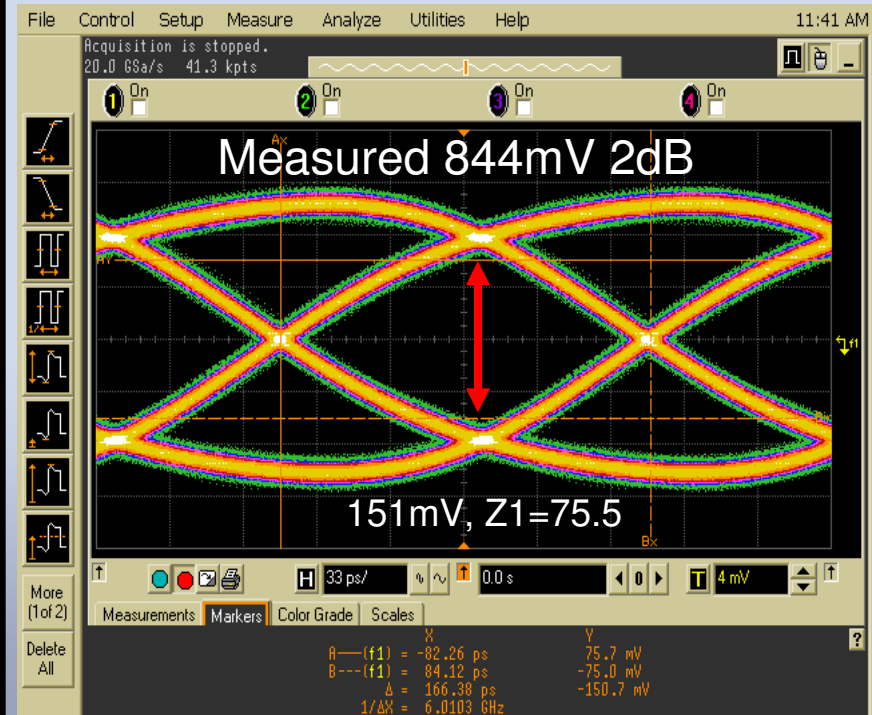 File Control Setup Measure Analyze Utilities Help 11:41 AM
Acquisition is stopped.
20.0 GSa/s 41.3 kpts
1 On 2 On 3 On 4 On
Ax
Measured 844mV 2dB
AY
f1
151mV, Z1=75.5
Bx
More
(1of 2)
Delete
All
H 33 ps/ 0.0 s 0 T 4 mV
Measurements Markers Color Grade Scales
?
X Y
A——(f1) = -82.26 ps 75.7 mV
B---(f1) = 84.12 ps -75.0 mV
Δ = 166.38 ps -150.7 mV
1/ΔX = 6.0103 GHz